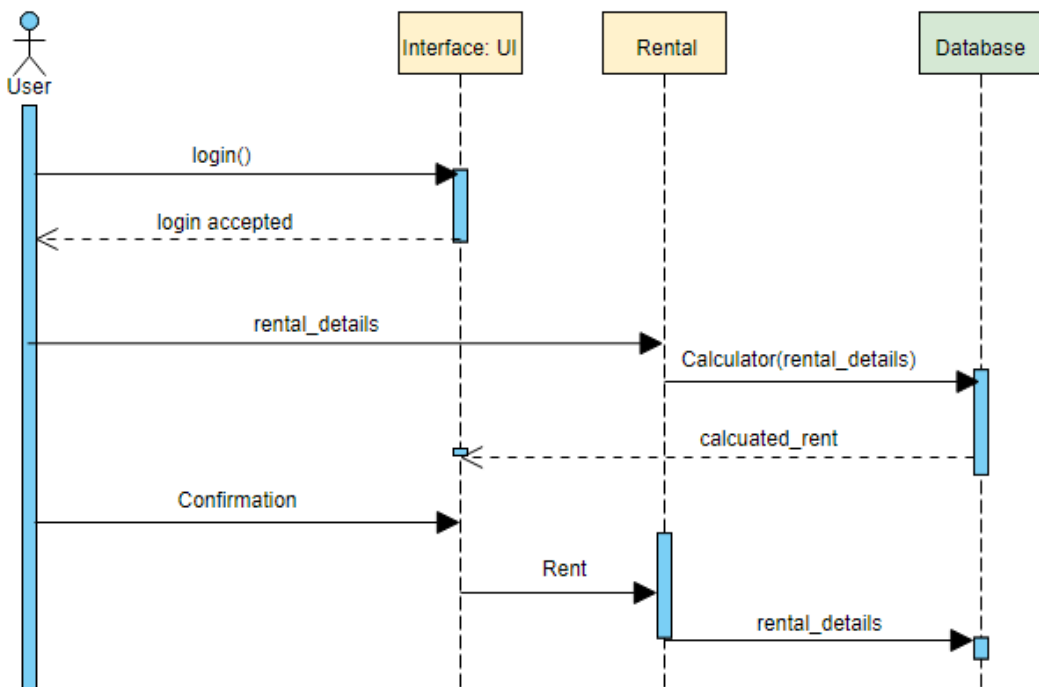 Interface: UI
Rental
Database
User
login()
login accepted
rental_details
Calculator(rental_details)
calcuated_rent
Confirmation
Rent
rental_details